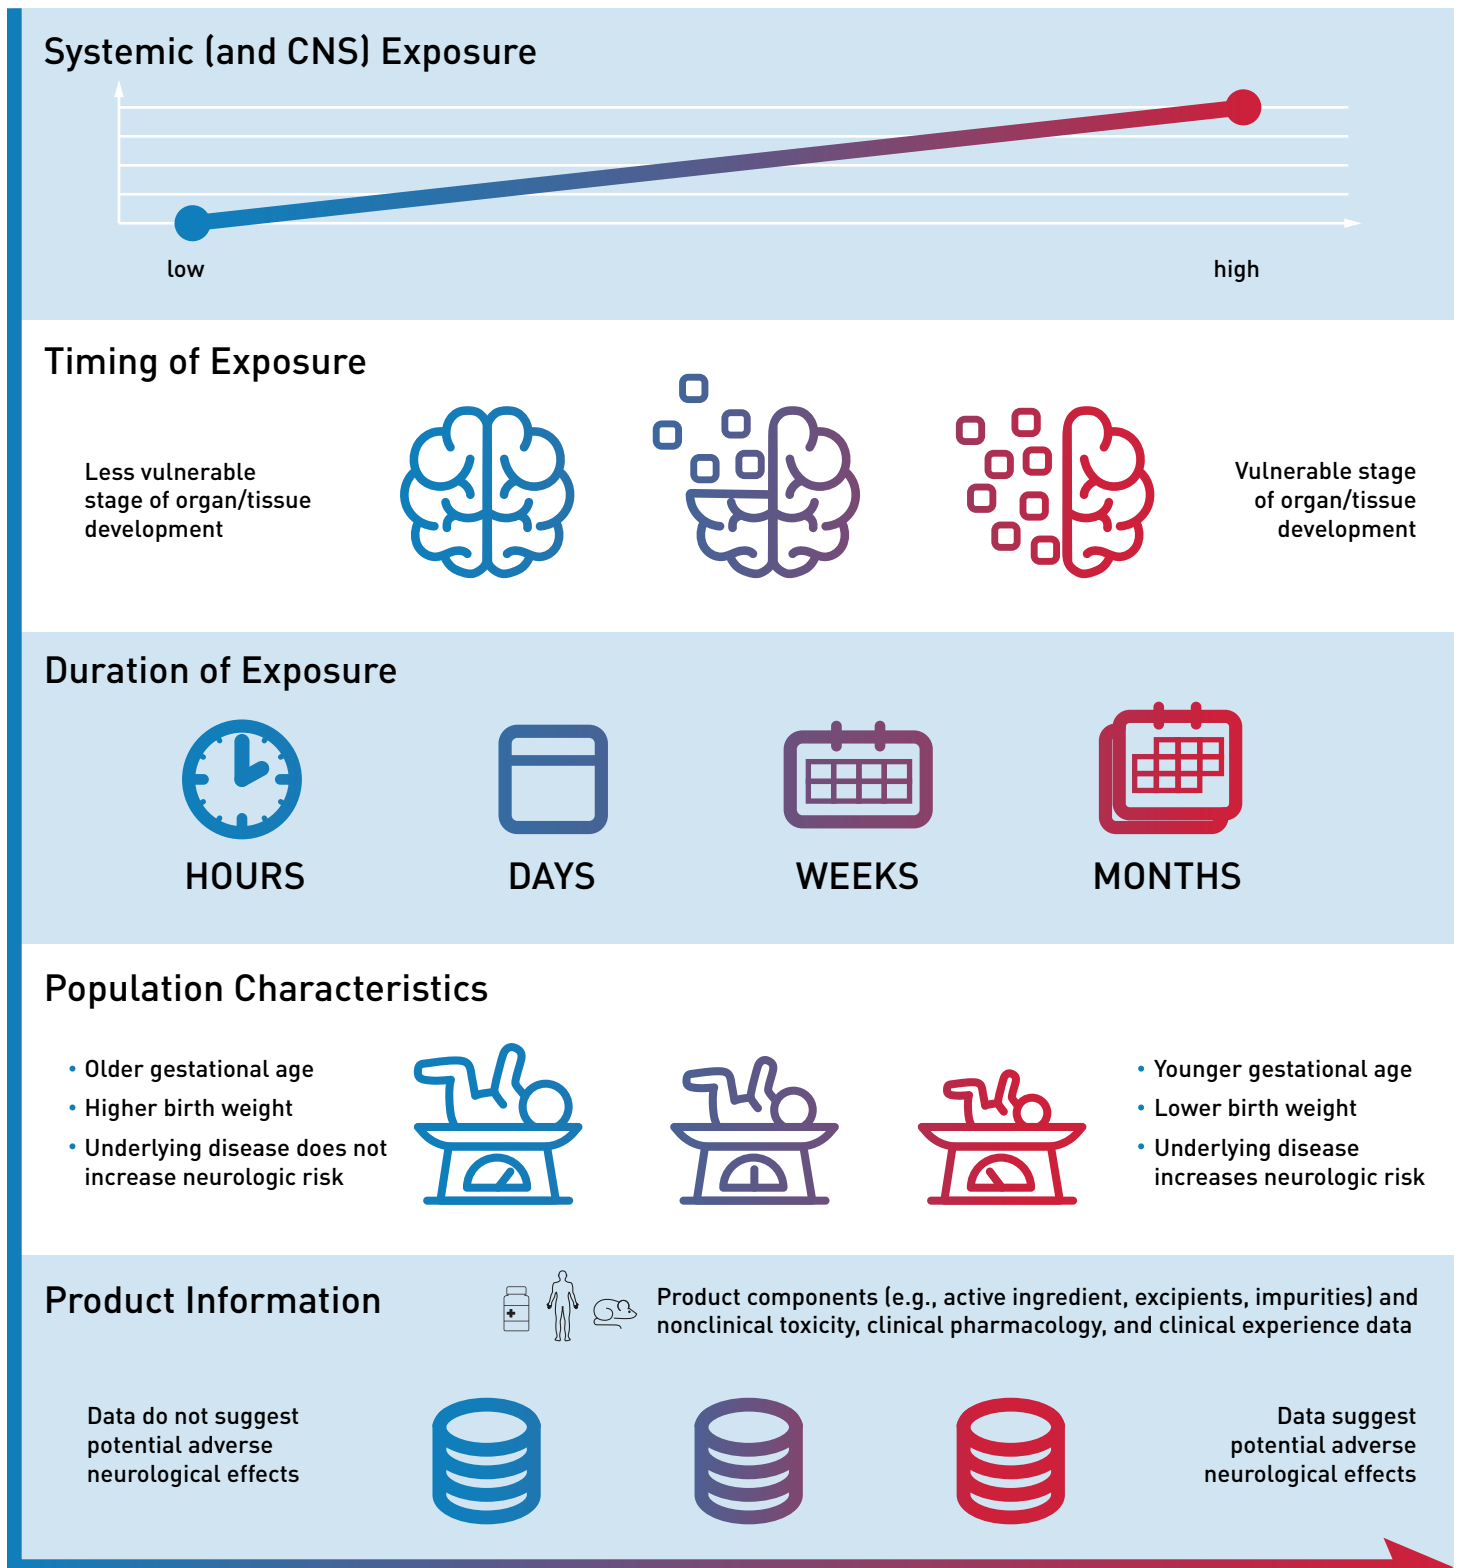 Systemic (and CNS) Exposure
low
high
Timing of Exposure
Less vulnerable
stage of organ/tissue
development
Vulnerable stage
of organ/tissue
development
Duration of Exposure
HOURS
DAYS
WEEKS
MONTHS
Population Characteristics
• Older gestational age
• Higher birth weight
• Underlying disease does not
increase neurologic risk
• Younger gestational age
• Lower birth weight
• Underlying disease
increases neurologic risk
Product Information
Product components (e.g., active ingredient, excipients, impurities) and
nonclinical toxicity, clinical pharmacology, and clinical experience data
Data do not suggest
potential adverse
neurological effects
Data suggest
potential adverse
neurological effects